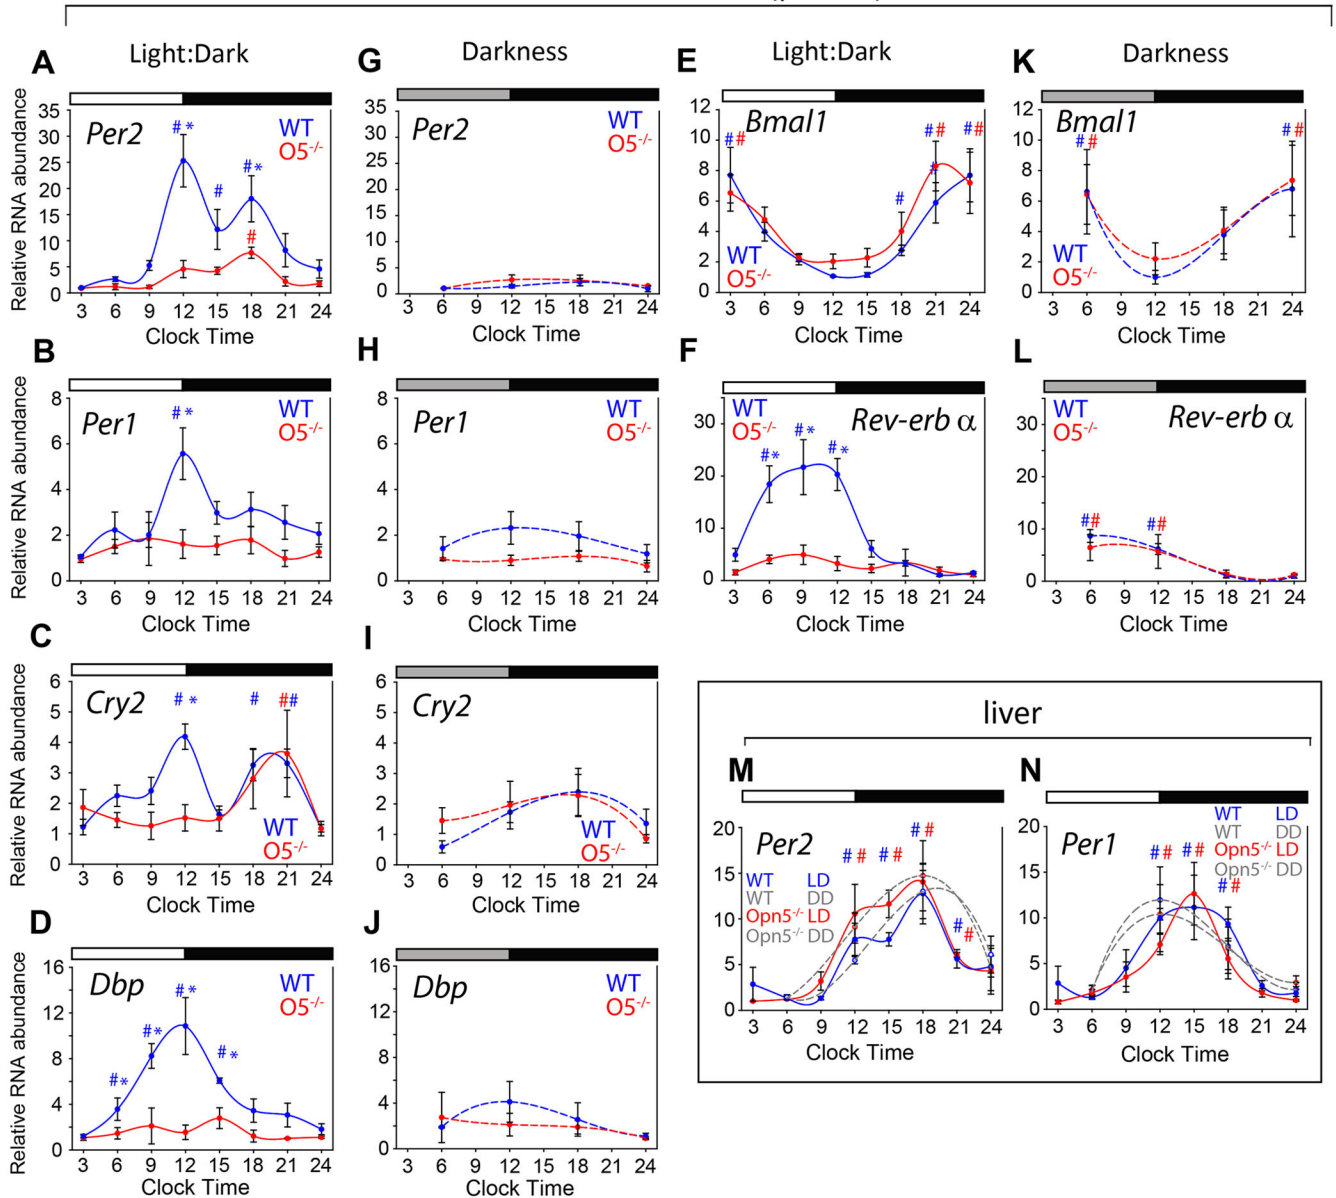 Light:Dark
Darkness
Light:Dark
Darkness
A
Per2
WT
O5-/-
#*
#
#*
#
Relative RNA abundance
35
30
25
20
15
10
5
0
3 6 9 12 15 18 21 24
Clock Time
G
Per2
WT
O5-/-
35
30
25
20
15
10
5
0
3 6 9 12 15 18 21 24
Clock Time
E
Bmal1
##
#
##
#
##
WT
O5-/-
12
10
8
6
4
2
0
3 6 9 12 15 18 21 24
Clock Time
K
Bmal1
##
##
WT
O5-/-
12
10
8
6
4
2
0
3 6 9 12 15 18 21 24
Clock Time
B
Per1
#*
WT
O5-/-
Relative RNA abundance
8
6
4
2
0
3 6 9 12 15 18 21 24
Clock Time
H
Per1
WT
O5-/-
8
6
4
2
0
3 6 9 12 15 18 21 24
Clock Time
F
WT
O5-/-
Rev-erb α
#*
#*
#*
30
20
10
0
3 6 9 12 15 18 21 24
Clock Time
L
WT
O5-/-
Rev-erb α
##
##
30
20
10
0
3 6 9 12 15 18 21 24
Clock Time
C
Cry2
#*
#
##
WT
O5-/-
Relative RNA abundance
6
5
4
3
2
1
0
3 6 9 12 15 18 21 24
Clock Time
I
Cry2
WT
O5-/-
6
5
4
3
2
1
0
3 6 9 12 15 18 21 24
Clock Time
D
Dbp
#*
#*
#*
#*
WT
O5-/-
Relative RNA abundance
16
12
8
4
0
3 6 9 12 15 18 21 24
Clock Time
J
Dbp
WT
O5-/-
16
12
8
4
0
3 6 9 12 15 18 21 24
Clock Time
liver
M
Per2
##
##
##
##
WT LD
WT DD
Opn5-/- LD
Opn5-/- DD
20
15
10
5
0
3 6 9 12 15 18 21 24
Clock Time
N
Per1
##
##
##
WT LD
WT DD
Opn5-/- LD
Opn5-/- DD
20
15
10
5
0
3 6 9 12 15 18 21 24
Clock Time